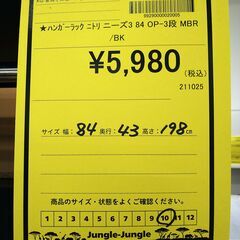 99290000020005
★ハンガーラック ニトリ ニーズ3 84 OP-3段 MBR
/BK
¥5,980
(税込)
211025
★サイズ 幅:84 奥:43 高さ:198cm
商品のサイズ・状態をよくご確認ください。
1 2 3 4 5 6 7 8 9 10 11 12
Jungle-Jungle